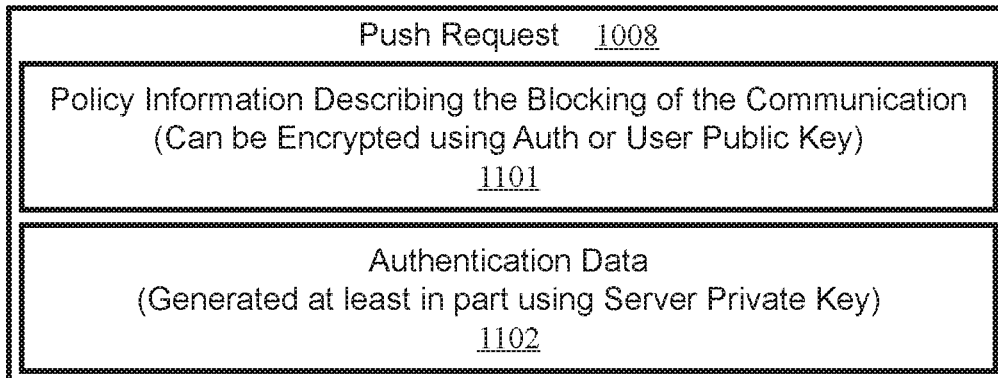 Push Request 1008
Policy Information Describing the Blocking of the Communication
(Can be Encrypted using Auth or User Public Key)
1101
Authentication Data
(Generated at least in part using Server Private Key)
1102